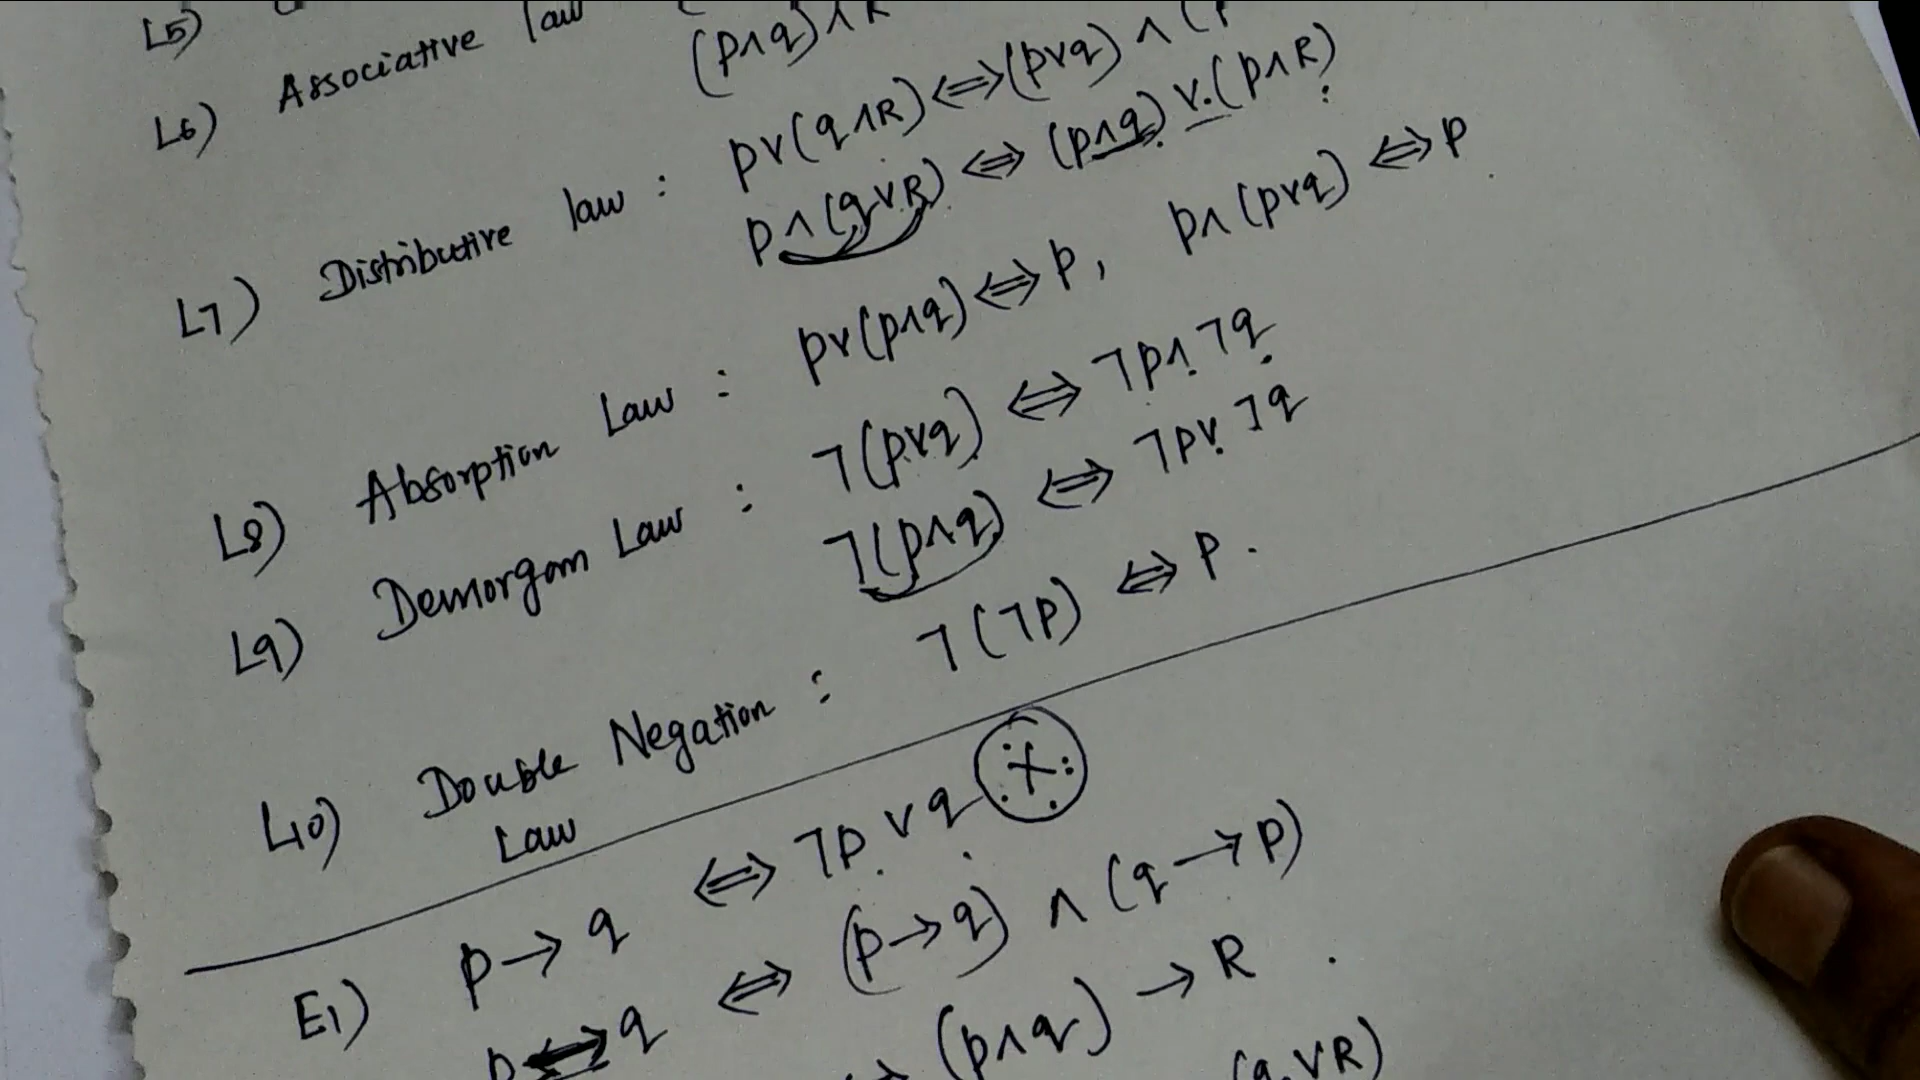 L5)
L6) Associative law (p∧q)∧R
L7) Distributive law : p∨(q∧R) ⇔ (p∨q) ∧ (
p∧(q∨R) ⇔ (p∧q) ∨ (p∧R)
L8) Absorption Law : p∨(p∧q) ⇔ p, p∧(p∨q) ⇔ p
L9) Demorgan Law : ¬(p∨q) ⇔ ¬p∧¬q
¬(p∧q) ⇔ ¬p∨¬q
L10) Double Negation : ¬(¬p) ⇔ p.
Law
E1) p→q ⇔ ¬p∨q
p↔q ⇔ (p→q) ∧ (q→p)
(p∧q) → R
(q∨R)